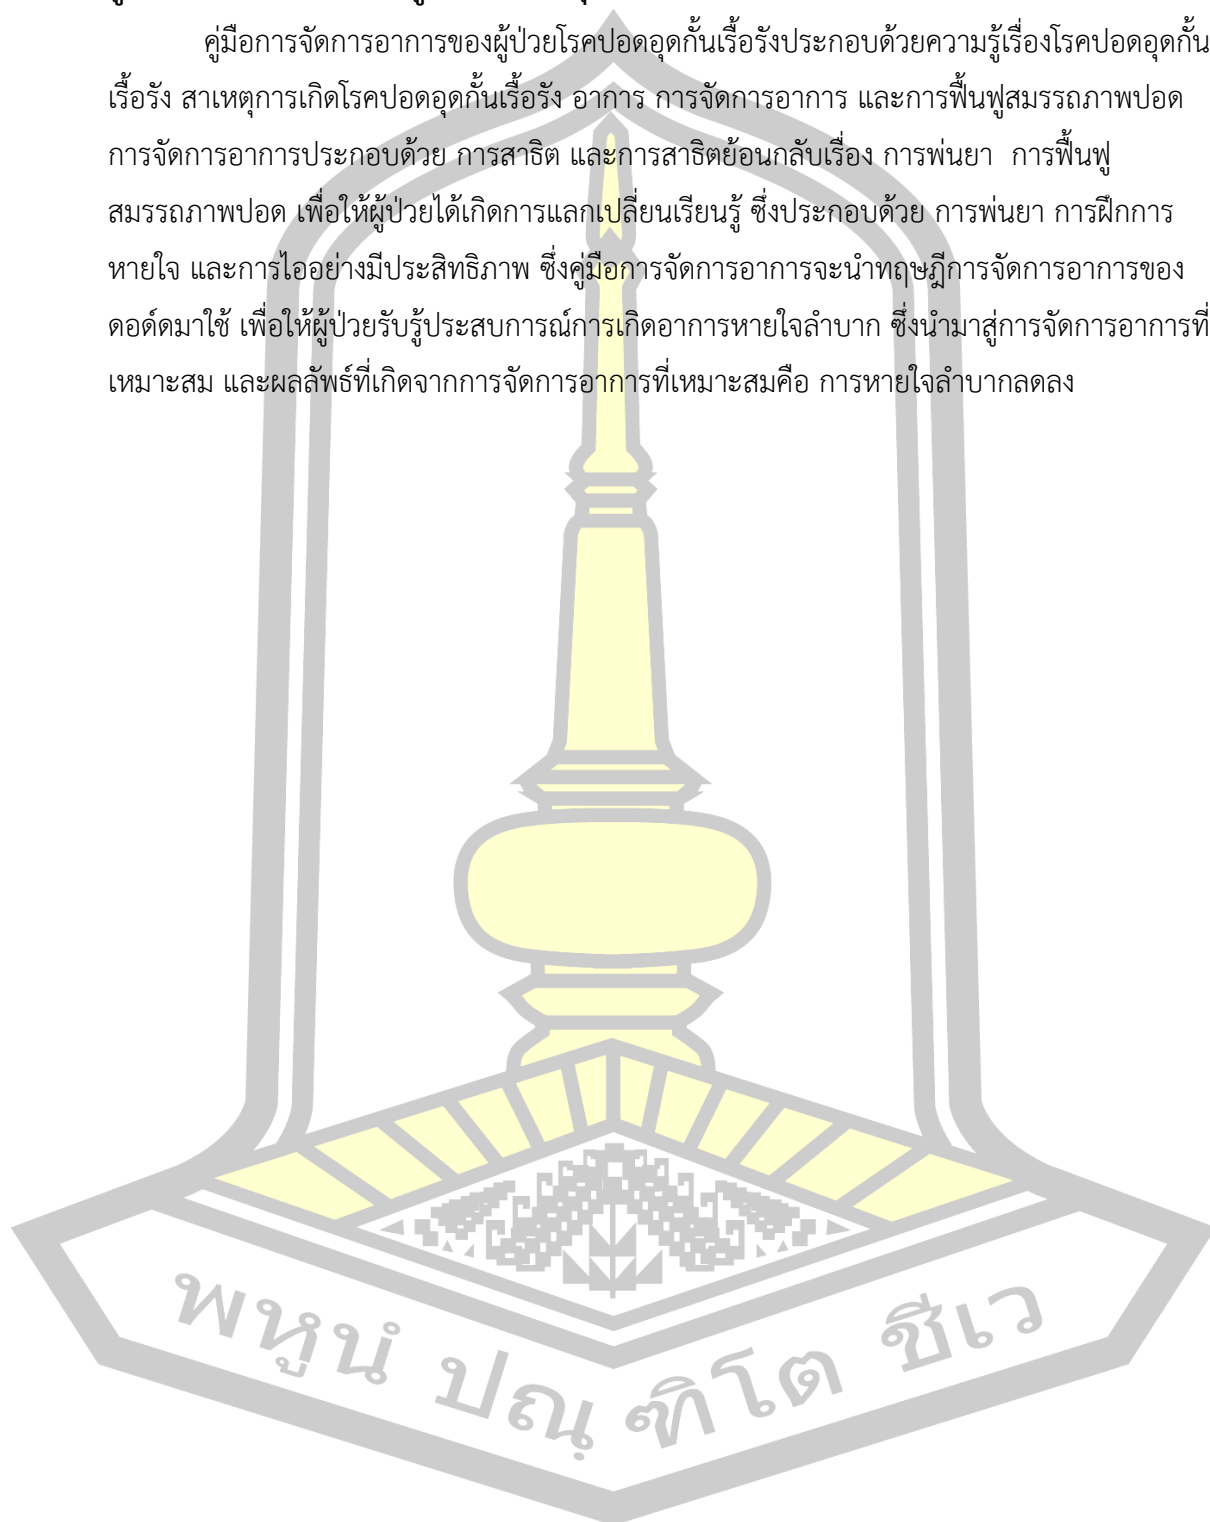 คู่มือการจัดการอาการของผู้ป่วยโรคปอดอุดกั้นเรื้อรังประกอบด้วยความรู้เรื่องโรคปอดอุดกั้น
เรื้อรัง สาเหตุการเกิดโรคปอดอุดกั้นเรื้อรัง อาการ การจัดการอาการ และการฟื้นฟูสมรรถภาพปอด
การจัดการอาการประกอบด้วย การสาธิต และการสาธิตย้อนกลับเรื่อง การพ่นยา การฟื้นฟู
สมรรถภาพปอด เพื่อให้ผู้ป่วยได้เกิดการแลกเปลี่ยนเรียนรู้ ซึ่งประกอบด้วย การพ่นยา การฝึกการ
หายใจ และการไออย่างมีประสิทธิภาพ ซึ่งคู่มือการจัดการอาการจะนำทฤษฎีการจัดการอาการของ
ดอด์ดมาใช้ เพื่อให้ผู้ป่วยรับรู้ประสบการณ์การเกิดอาการหายใจลำบาก ซึ่งนำมาสู่การจัดการอาการที่
เหมาะสม และผลลัพธ์ที่เกิดจากการจัดการอาการที่เหมาะสมคือ การหายใจลำบากลดลง
พหูนํ ปณฺฑิโต ชีเว